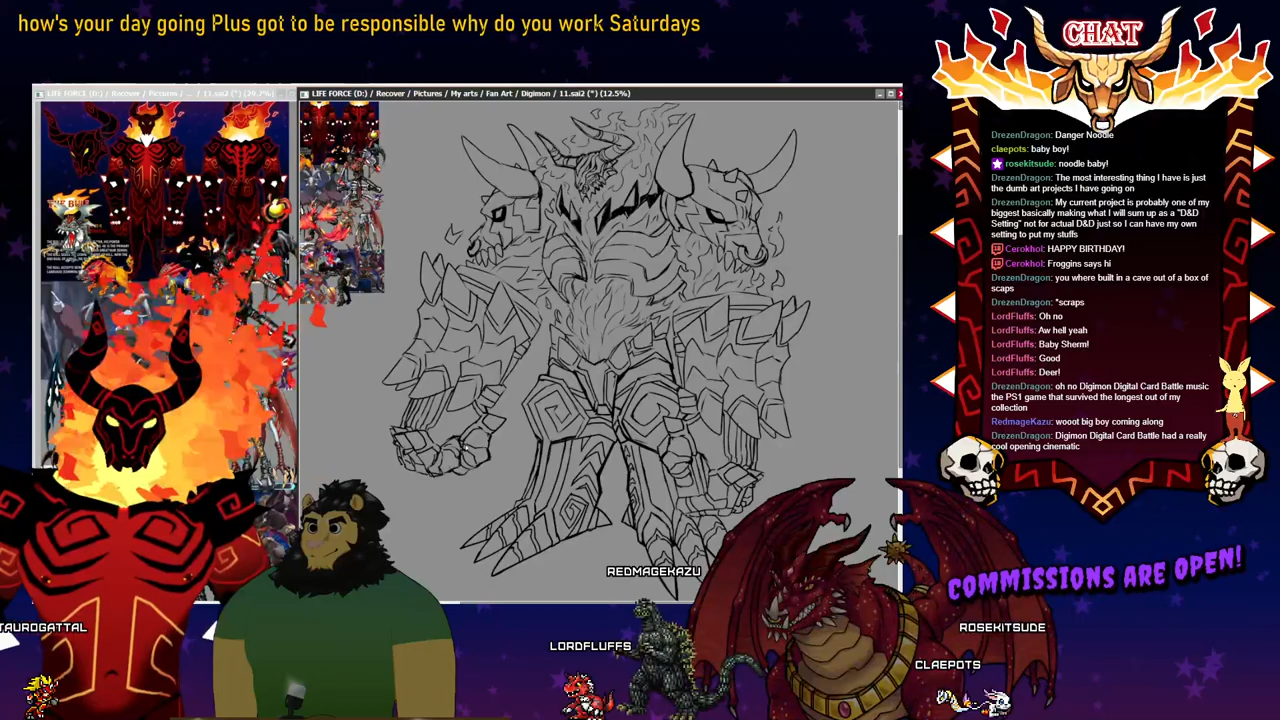 how's your day going Plus got to be responsible why do you work Saturdays
LIFE FORCE (D:) / Recover / Pictures / ... / 11.sai2 (*) (29.2%)
LIFE FORCE (D:) / Recover / Pictures / My arts / Fan Art / Digimon / 11.sai2 (*) (12.5%)
CHAT
DrezenDragon: Danger Noodle
claepots: baby boy!
rosekitsude: noodle baby!
DrezenDragon: The most interesting thing I have is just
the dumb art projects I have going on
DrezenDragon: My current project is probably one of my
biggest basically making what I will sum up as a "D&D
Setting" not for actual D&D just so I can have my own
setting to put my stuffs
Cerokhol: HAPPY BIRTHDAY!
Cerokhol: Froggins says hi
DrezenDragon: you where built in a cave out of a box of
scaps
DrezenDragon: *scraps
LordFluffs: Oh no
LordFluffs: Aw hell yeah
LordFluffs: Baby Sherm!
LordFluffs: Good
LordFluffs: Deer!
DrezenDragon: oh no Digimon Digital Card Battle music
the PS1 game that survived the longest out of my
collection
RedmageKazu: wooot big boy coming along
DrezenDragon: Digimon Digital Card Battle had a really
cool opening cinematic
COMMISSIONS ARE OPEN!
REDMAGEKAZU
TAUROGATTAL
LORDFLUFFS
ROSEKITSUDE
CLAEPOTS